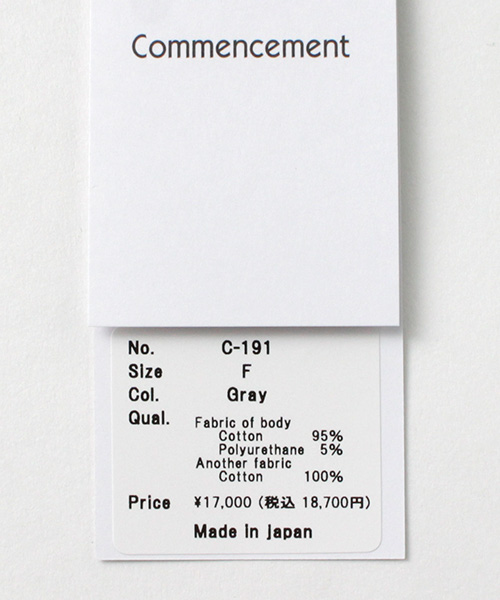 Commencement
No. C-191
Size F
Col. Gray
Qual. Fabric of body
Cotton 95%
Polyurethane 5%
Another fabric
Cotton 100%
Price ¥17,000 (税込 18,700円)
Made in Japan